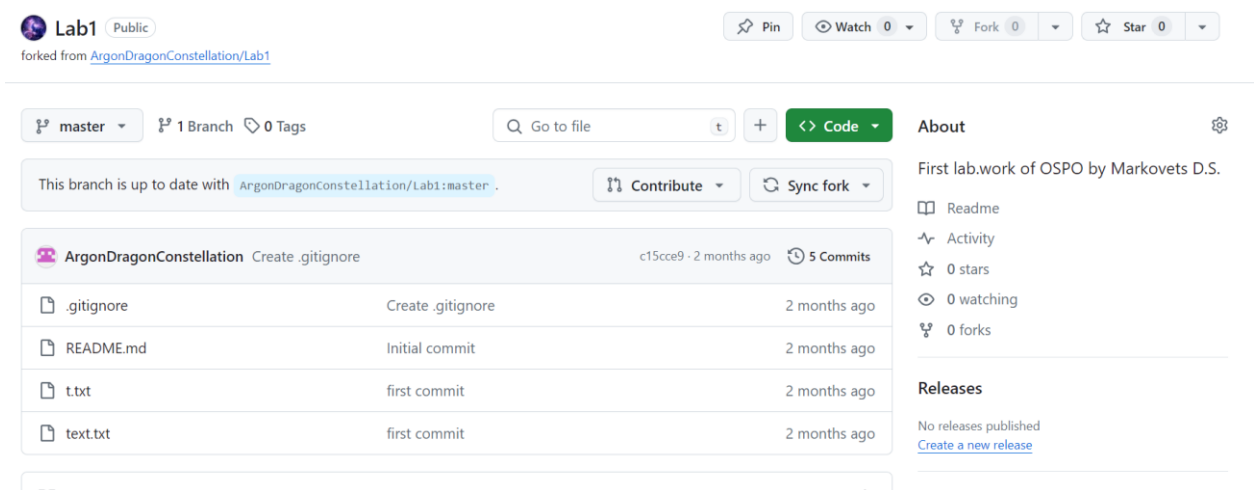 Lab1 Public
Pin Watch 0 Fork 0 Star 0
forked from ArgonDragonConstellation/Lab1
master 1 Branch 0 Tags Go to file t + <> Code
This branch is up to date with ArgonDragonConstellation/Lab1:master .
Contribute Sync fork
ArgonDragonConstellation Create .gitignore c15cce9 · 2 months ago 5 Commits
.gitignore Create .gitignore 2 months ago
README.md Initial commit 2 months ago
t.txt first commit 2 months ago
text.txt first commit 2 months ago
About
First lab.work of OSPO by Markovets D.S.
Readme
Activity
0 stars
0 watching
0 forks
Releases
No releases published
Create a new release